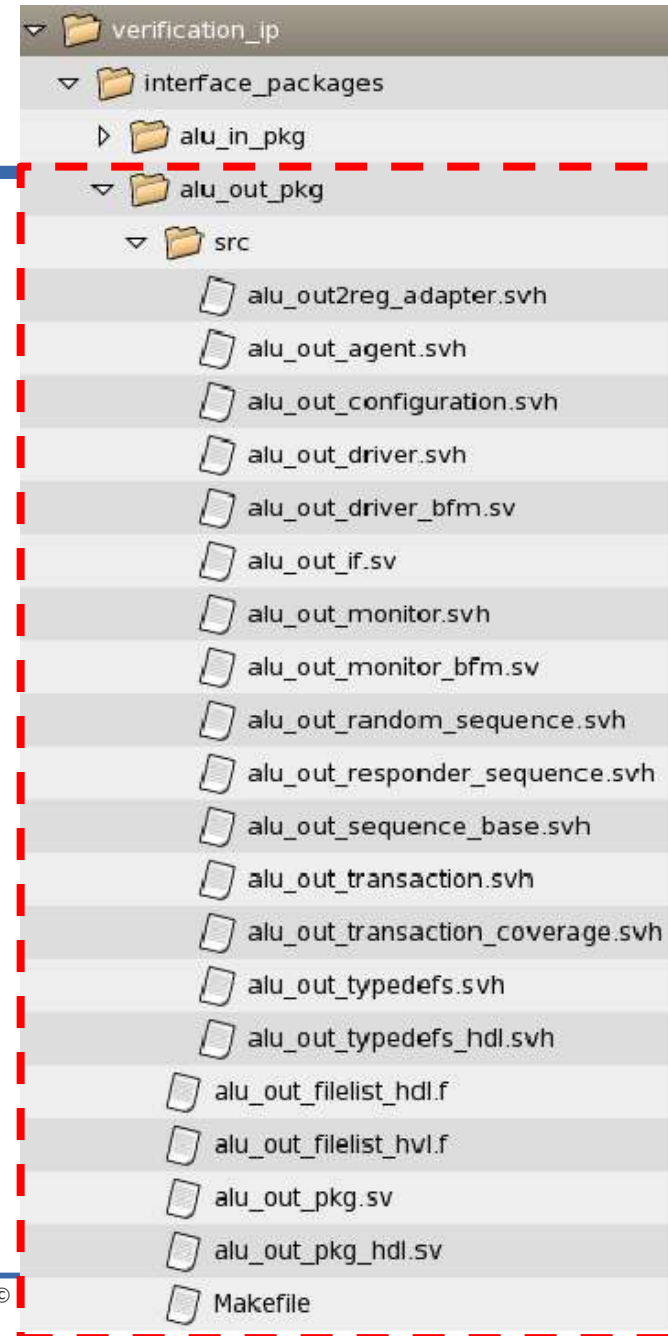 verification_ip
interface_packages
alu_in_pkg
alu_out_pkg
src
alu_out2reg_adapter.svh
alu_out_agent.svh
alu_out_configuration.svh
alu_out_driver.svh
alu_out_driver_bfm.sv
alu_out_if.sv
alu_out_monitor.svh
alu_out_monitor_bfm.sv
alu_out_random_sequence.svh
alu_out_responder_sequence.svh
alu_out_sequence_base.svh
alu_out_transaction.svh
alu_out_transaction_coverage.svh
alu_out_typedefs.svh
alu_out_typedefs_hdl.svh
alu_out_filelist_hdl.f
alu_out_filelist_hvl.f
alu_out_pkg.sv
alu_out_pkg_hdl.sv
©
Makefile